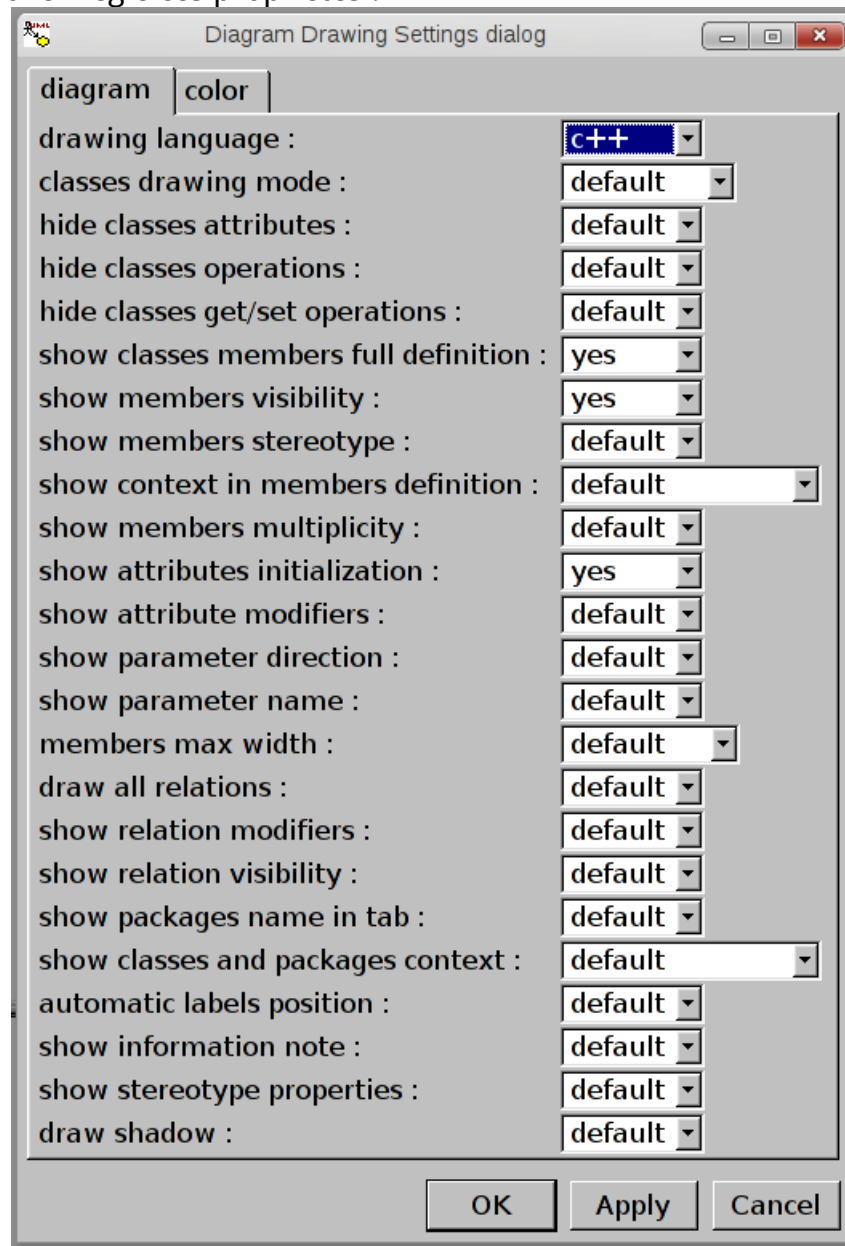 Diagram Drawing Settings dialog
diagram color
drawing language : c++
classes drawing mode : default
hide classes attributes : default
hide classes operations : default
hide classes get/set operations : default
show classes members full definition : yes
show members visibility : yes
show members stereotype : default
show context in members definition : default
show members multiplicity : default
show attributes initialization : yes
show attribute modifiers : default
show parameter direction : default
show parameter name : default
members max width : default
draw all relations : default
show relation modifiers : default
show relation visibility : default
show packages name in tab : default
show classes and packages context : default
automatic labels position : default
show information note : default
show stereotype properties : default
draw shadow : default
OK Apply Cancel